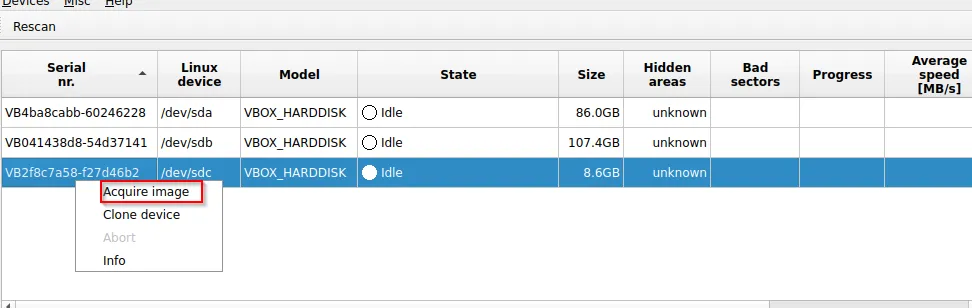 Devices Misc Help
Rescan
Serial nr. Linux device Model State Size Hidden areas Bad sectors Progress Average speed [MB/s]
VB4ba8cabb-60246228 /dev/sda VBOX_HARDDISK Idle 86.0GB unknown
VB041438d8-54d37141 /dev/sdb VBOX_HARDDISK Idle 107.4GB unknown
VB2f8c7a58-f27d46b2 /dev/sdc VBOX_HARDDISK Idle 8.6GB unknown
Acquire image
Clone device
Abort
Info